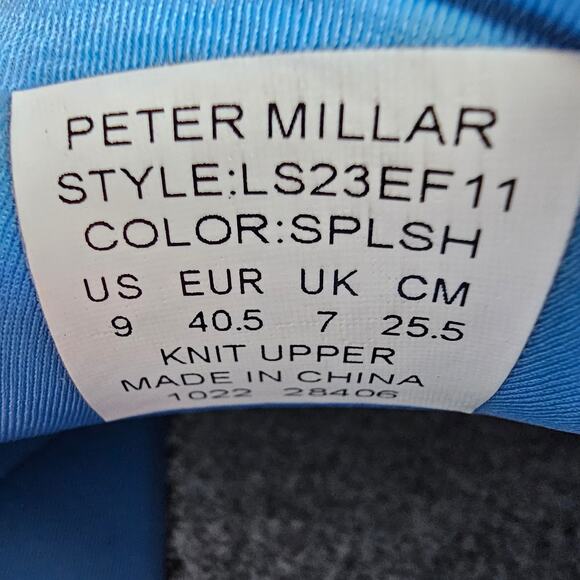 PETER MILLAR
STYLE:LS23EF11
COLOR:SPLSH
US EUR UK CM
9 40.5 7 25.5
KNIT UPPER
MADE IN CHINA
1022 28406